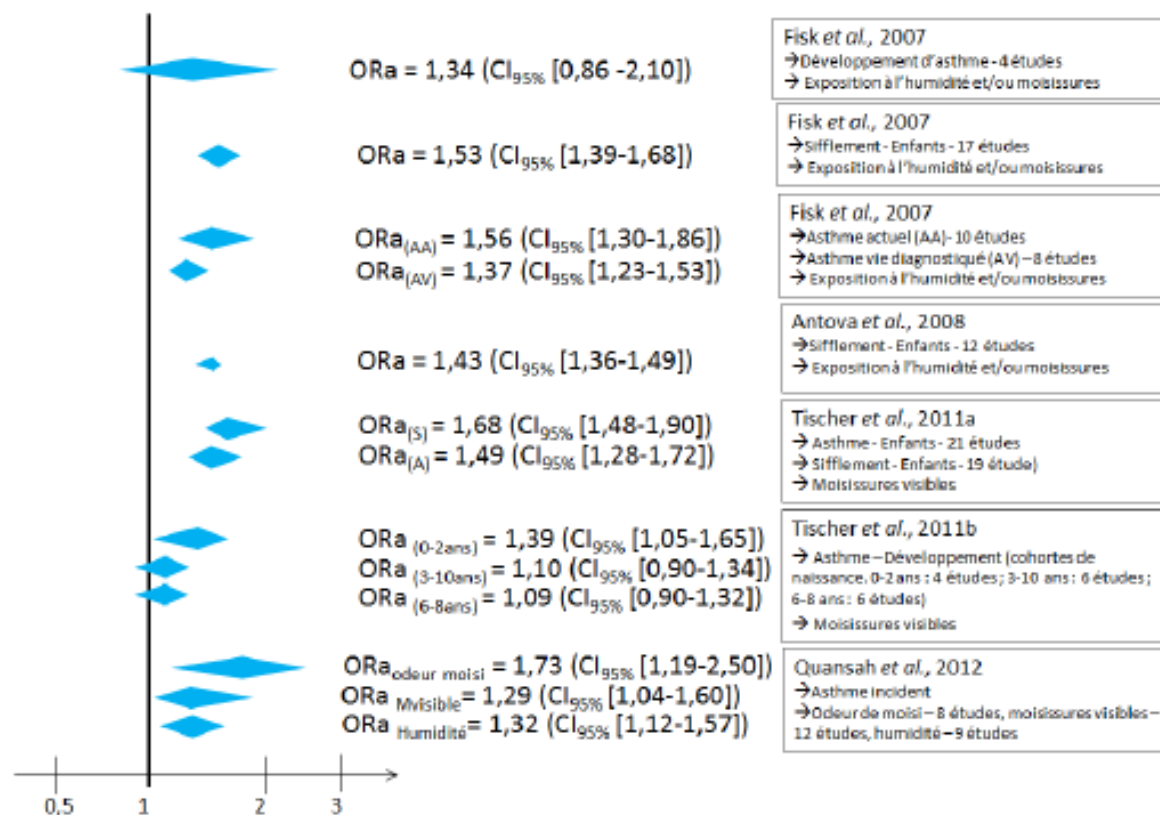 ORa = 1,34 (CI95% [0,86 -2,10])
Fisk et al., 2007
→Développement d'asthme - 4 études
→ Exposition à l'humidité et/ou moisissures
ORa = 1,53 (CI95% [1,39-1,68])
Fisk et al., 2007
→Sifflement - Enfants - 17 études
→ Exposition à l'humidité et/ou moisissures
ORa(AA) = 1,56 (CI95% [1,30-1,86])
ORa(AV) = 1,37 (CI95% [1,23-1,53])
Fisk et al., 2007
→Asthme actuel (AA)- 10 études
→Asthme vie diagnostiqué (AV) – 8 études
→ Exposition à l'humidité et/ou moisissures
ORa = 1,43 (CI95% [1,36-1,49])
Antova et al., 2008
→Sifflement - Enfants - 12 études
→ Exposition à l'humidité et/ou moisissures
ORa(S) = 1,68 (CI95% [1,48-1,90])
ORa(A) = 1,49 (CI95% [1,28-1,72])
Tischer et al., 2011a
→ Asthme - Enfants - 21 études
→ Sifflement - Enfants - 19 étude)
→ Moisissures visibles
ORa (0-2ans) = 1,39 (CI95% [1,05-1,65])
ORa (3-10ans) = 1,10 (CI95% [0,90-1,34])
ORa (6-8ans) = 1,09 (CI95% [0,90-1,32])
Tischer et al., 2011b
→ Asthme – Développement (cohortes de
naissance. 0-2 ans : 4 études ; 3-10 ans : 6 études ;
6-8 ans : 6 études)
→ Moisissures visibles
ORa odeur moisi = 1,73 (CI95% [1,19-2,50])
ORa Mvisible = 1,29 (CI95% [1,04-1,60])
ORa Humidité = 1,32 (CI95% [1,12-1,57])
Quansah et al., 2012
→Asthme incident
→Odeur de moisi – 8 études, moisissures visibles –
12 études, humidité – 9 études
0,5 1 2 3